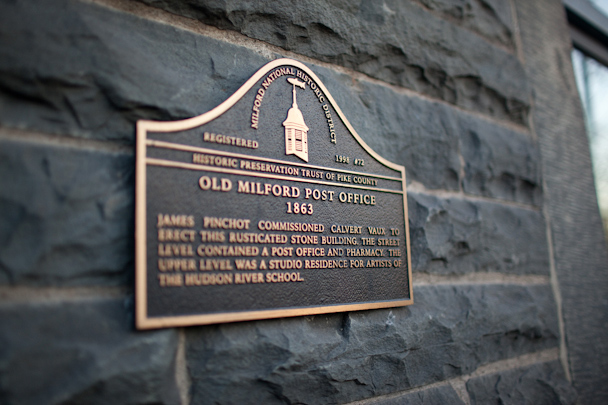 MILFORD NATIONAL HISTORIC DISTRICT
REGISTERED 1998 #72
HISTORIC PRESERVATION TRUST OF PIKE COUNTY
OLD MILFORD POST OFFICE
1863
JAMES PINCHOT COMMISSIONED CALVERT VAUX TO
ERECT THIS RUSTICATED STONE BUILDING. THE STREET
LEVEL CONTAINED A POST OFFICE AND PHARMACY. THE
UPPER LEVEL WAS A STUDIO RESIDENCE FOR ARTISTS OF
THE HUDSON RIVER SCHOOL.